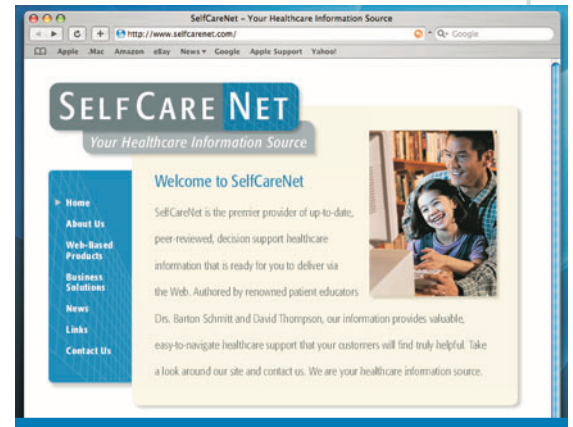 SelfCareNet – Your Healthcare Information Source
http://www.selfcarenet.com/
Google
Apple .Mac Amazon eBay News Google Apple Support Yahoo!
SELFCARE NET
Your Healthcare Information Source
Home
About Us
Web-Based
Products
Business
Solutions
News
Links
Contact Us
Welcome to SelfCareNet
SelfCareNet is the premier provider of up-to-date,
peer-reviewed, decision support healthcare
information that is ready for you to deliver via
the Web. Authored by renowned patient educators
Drs. Barton Schmitt and David Thompson, our information provides valuable,
easy-to-navigate healthcare support that your customers will find truly helpful. Take
a look around our site and contact us. We are your healthcare information source.